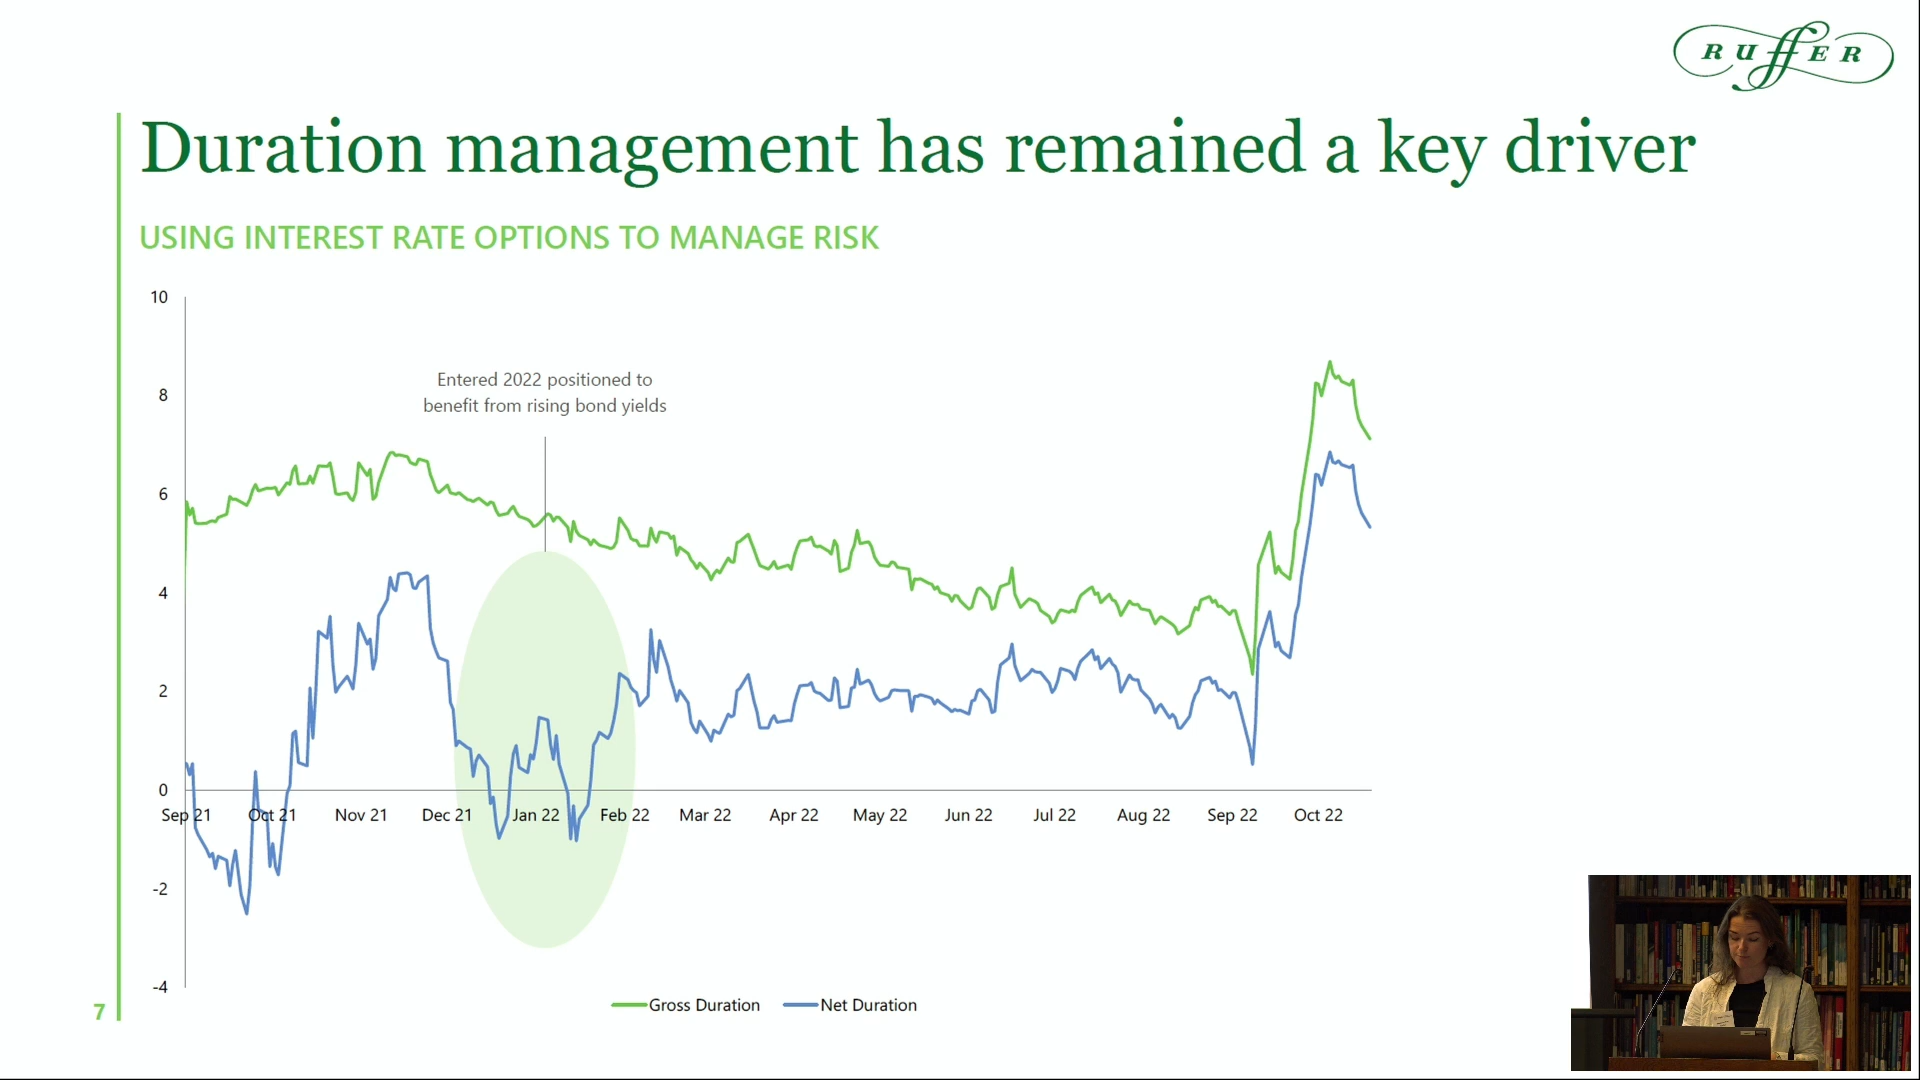 RUFFER
Duration management has remained a key driver
USING INTEREST RATE OPTIONS TO MANAGE RISK
10
8
6
4
2
0
-2
-4
Entered 2022 positioned to
benefit from rising bond yields
Sep 21 Oct 21 Nov 21 Dec 21 Jan 22 Feb 22 Mar 22 Apr 22 May 22 Jun 22 Jul 22 Aug 22 Sep 22 Oct 22
Gross Duration Net Duration
7